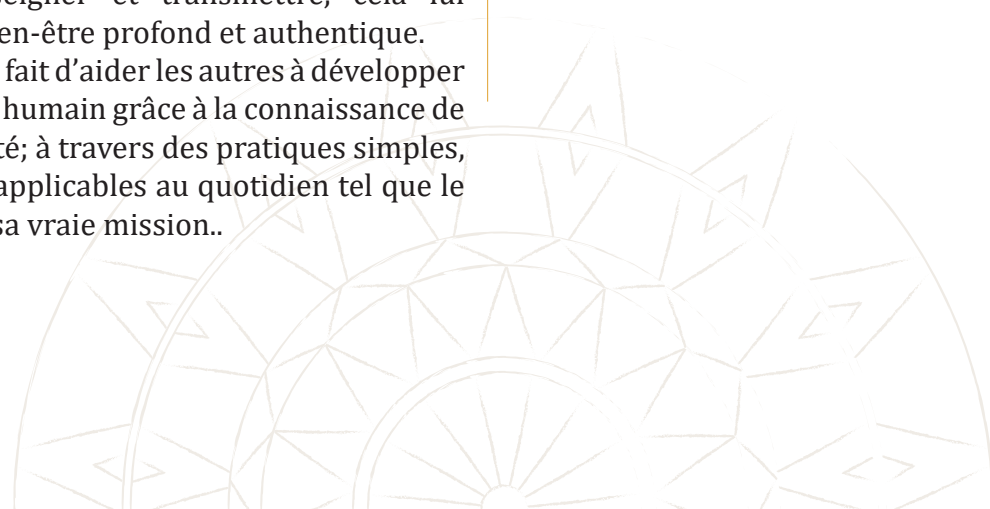 et transmettre, cela lui
en-être profond et authentique.
fait d'aider les autres à développer
humain grâce à la connaissance de
té; à travers des pratiques simples,
applicables au quotidien tel que le
sa vraie mission..